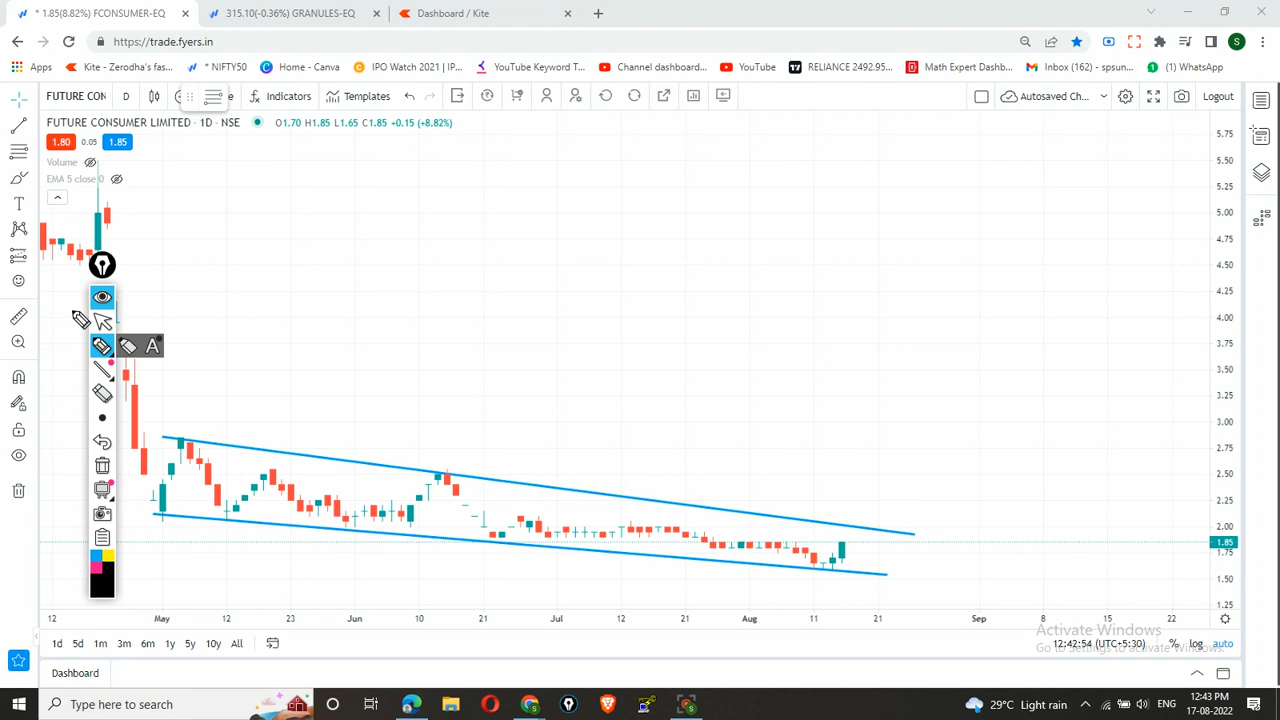 * 1.85(8.82%) FCONSUMER-EQ
315.10(-0.36%) GRANULES-EQ
Dashboard / Kite
https://trade.fyers.in
S
Apps
Kite - Zerodha's fas...
* NIFTY50
Home - Canva
IPO Watch 2021 | IP...
YouTube Keyword T...
Channel dashboard...
YouTube
RELIANCE 2492.95...
Math Expert Dashb...
Inbox (162) - spsun...
(1) WhatsApp
FUTURE CON
D
e
Indicators
Templates
Autosaved Ch...
Logout
FUTURE CONSUMER LIMITED · 1D · NSE
O1.70 H1.85 L1.65 C1.85 +0.15 (+8.82%)
1.80 0.05 1.85
Volume
EMA 5 close 0
A
5.75
5.50
5.25
5.00
4.75
4.50
4.25
4.00
3.75
3.50
3.25
3.00
2.75
2.50
2.25
2.00
1.85
1.75
1.50
1.25
12 May 12 23 Jun 10 21 Jul 12 21 Aug 11 21 Sep 8 15 22
Activate Windows
Go to Settings to activate Windows.
1d 5d 1m 3m 6m 1y 5y 10y All
12:42:54 (UTC+5:30) % log auto
Dashboard
Type here to search
29°C Light rain
ENG
12:43 PM
17-08-2022